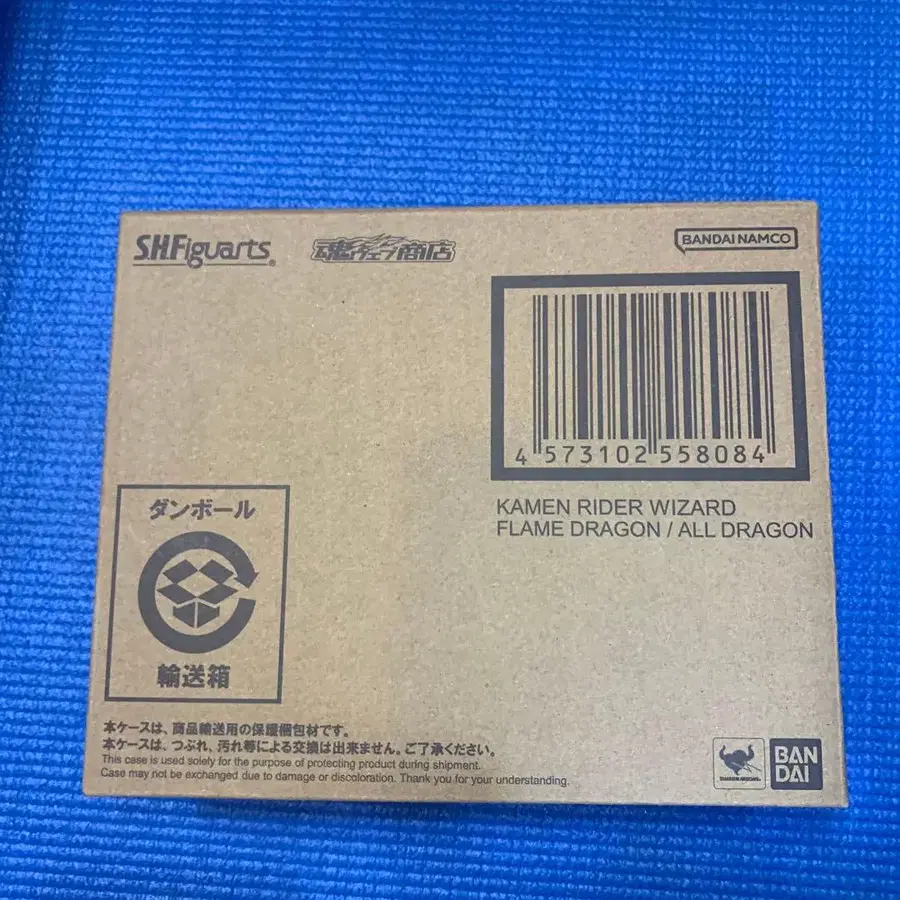 S.H.Figuarts®
魂ウェブ商店
BANDAI NAMCO
4 573102 558084
KAMEN RIDER WIZARD
FLAME DRAGON / ALL DRAGON
ダンボール
輸送箱
本ケースは、商品輸送用の保護梱包材です。
本ケースは、つぶれ、汚れ等による交換は出来ません。ご了承ください。
This case is used solely for the purpose of protecting product during shipment.
Case may not be exchanged due to damage or discoloration. Thank you for your understanding.
TAMASHII NATIONS
BAN
DAI